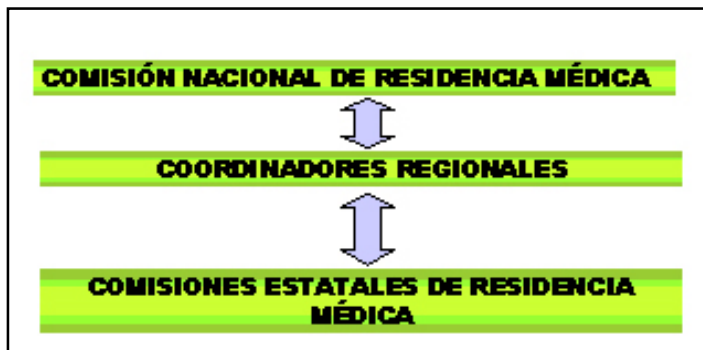 COMISIÓN NACIONAL DE RESIDENCIA MÉDICA
COORDINADORES REGIONALES
COMISIONES ESTATALES DE RESIDENCIA
MÉDICA